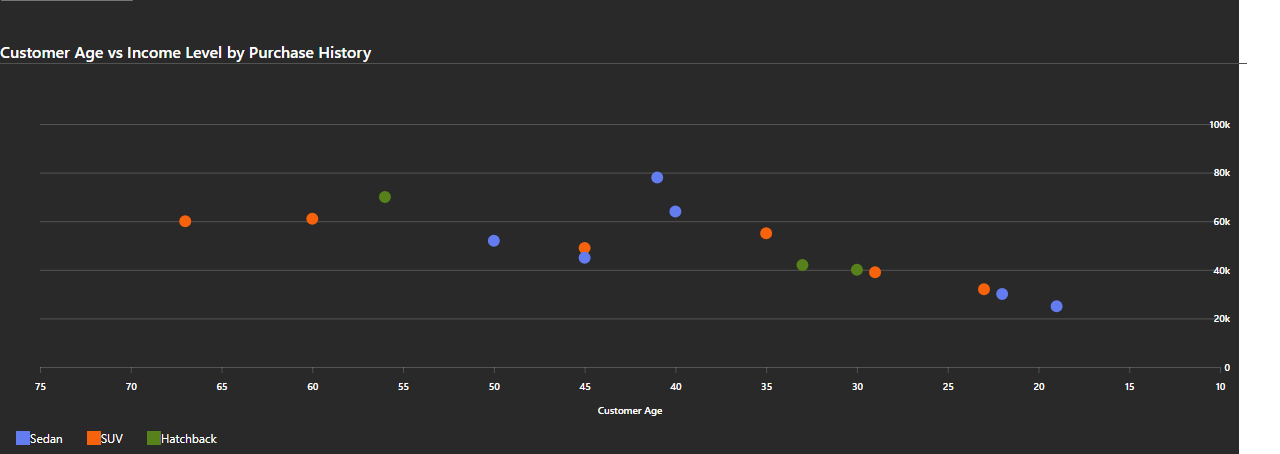 Customer Age vs Income Level by Purchase History
100k
80k
60k
40k
20k
0
75 70 65 60 55 50 45 40 35 30 25 20 15 10
Customer Age
Sedan SUV Hatchback